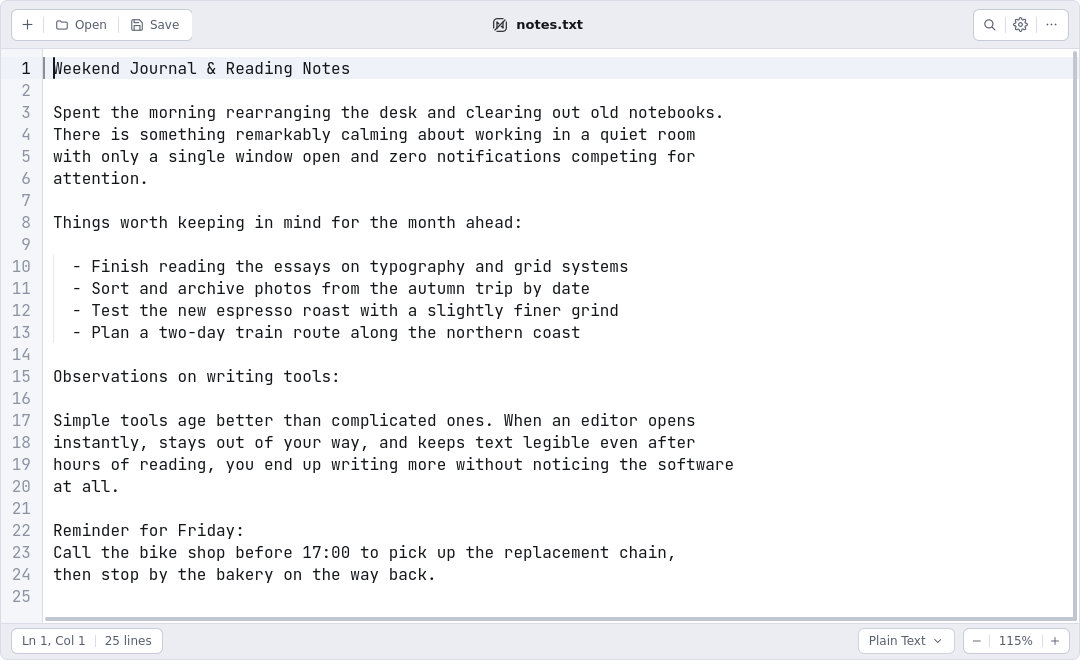 Open
Save
notes.txt
1 Weekend Journal & Reading Notes
2
3 Spent the morning rearranging the desk and clearing out old notebooks.
4 There is something remarkably calming about working in a quiet room
5 with only a single window open and zero notifications competing for
6 attention.
7
8 Things worth keeping in mind for the month ahead:
9
10 - Finish reading the essays on typography and grid systems
11 - Sort and archive photos from the autumn trip by date
12 - Test the new espresso roast with a slightly finer grind
13 - Plan a two-day train route along the northern coast
14
15 Observations on writing tools:
16
17 Simple tools age better than complicated ones. When an editor opens
18 instantly, stays out of your way, and keeps text legible even after
19 hours of reading, you end up writing more without noticing the software
20 at all.
21
22 Reminder for Friday:
23 Call the bike shop before 17:00 to pick up the replacement chain,
24 then stop by the bakery on the way back.
25
Ln 1, Col 1
25 lines
Plain Text
115%